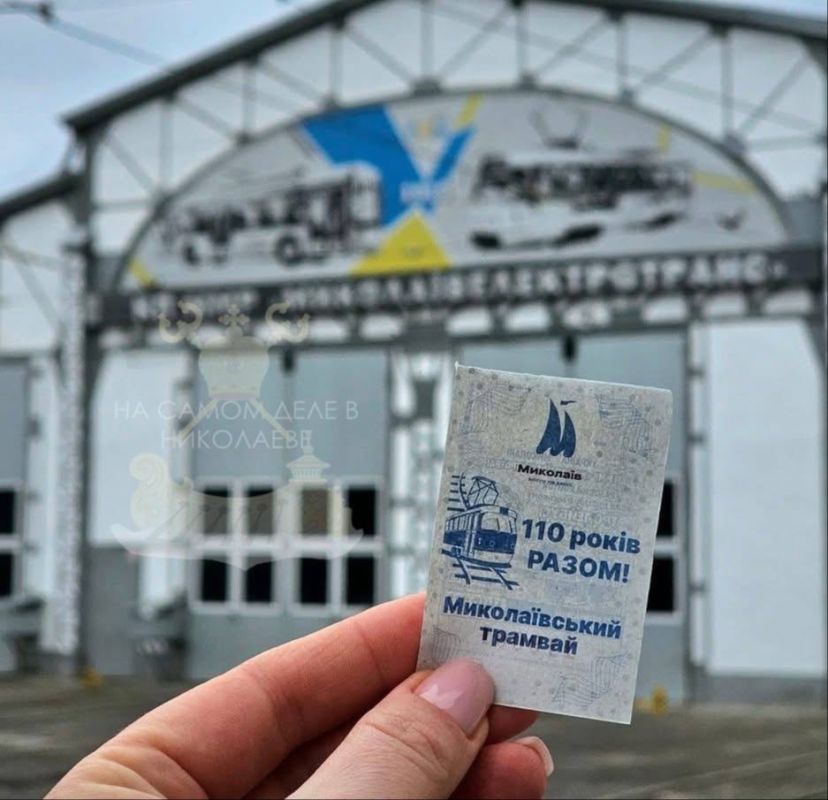 «МИКОЛАЇВЕЛЕКТРОТРАНС»
НА САМОМ ДЕЛЕ В
НИКОЛАЕВЕ
Миколаїв
110 років
РАЗОМ!
Миколаївський
трамвай